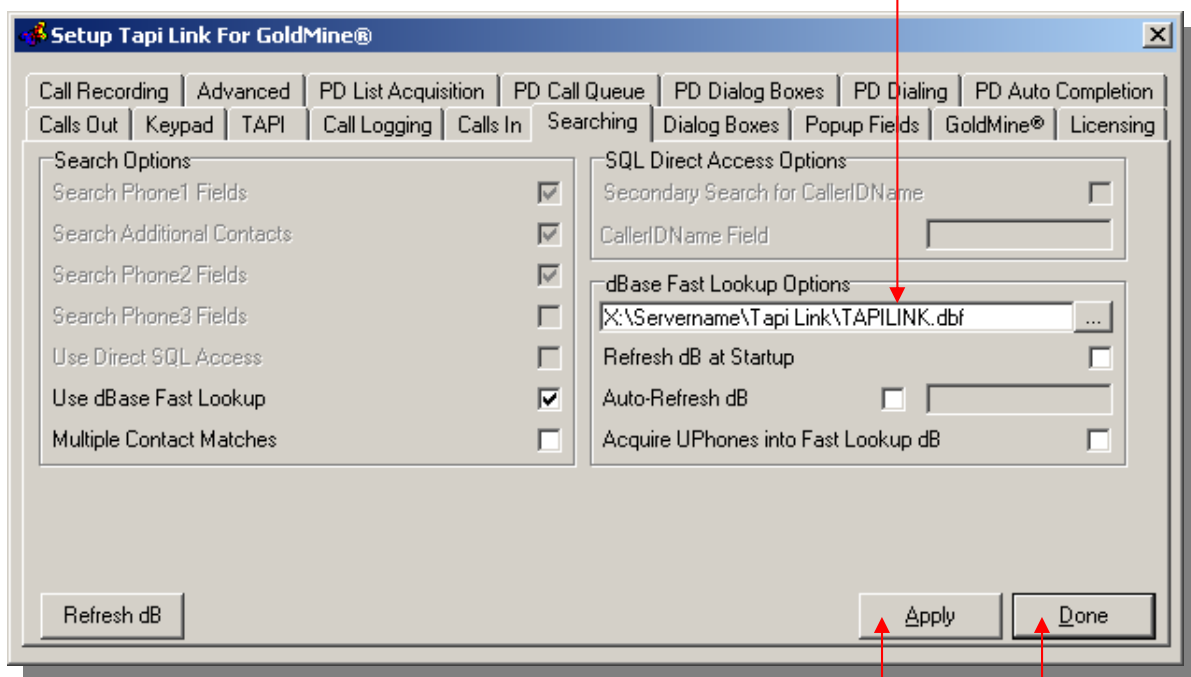 Setup Tapi Link For GoldMine®
Call Recording
Advanced
PD List Acquisition
PD Call Queue
PD Dialog Boxes
PD Dialing
PD Auto Completion
Calls Out
Keypad
TAPI
Call Logging
Calls In
Searching
Dialog Boxes
Popup Fields
GoldMine®
Licensing
Search Options
Search Phone1 Fields
Search Additional Contacts
Search Phone2 Fields
Search Phone3 Fields
Use Direct SQL Access
Use dBase Fast Lookup
Multiple Contact Matches
SQL Direct Access Options
Secondary Search for CallerIDName
CallerIDName Field
dBase Fast Lookup Options
X:\Servername\Tapi Link\TAPILINK.dbf
...
Refresh dB at Startup
Auto-Refresh dB
Acquire UPhones into Fast Lookup dB
Refresh dB
Apply
Done